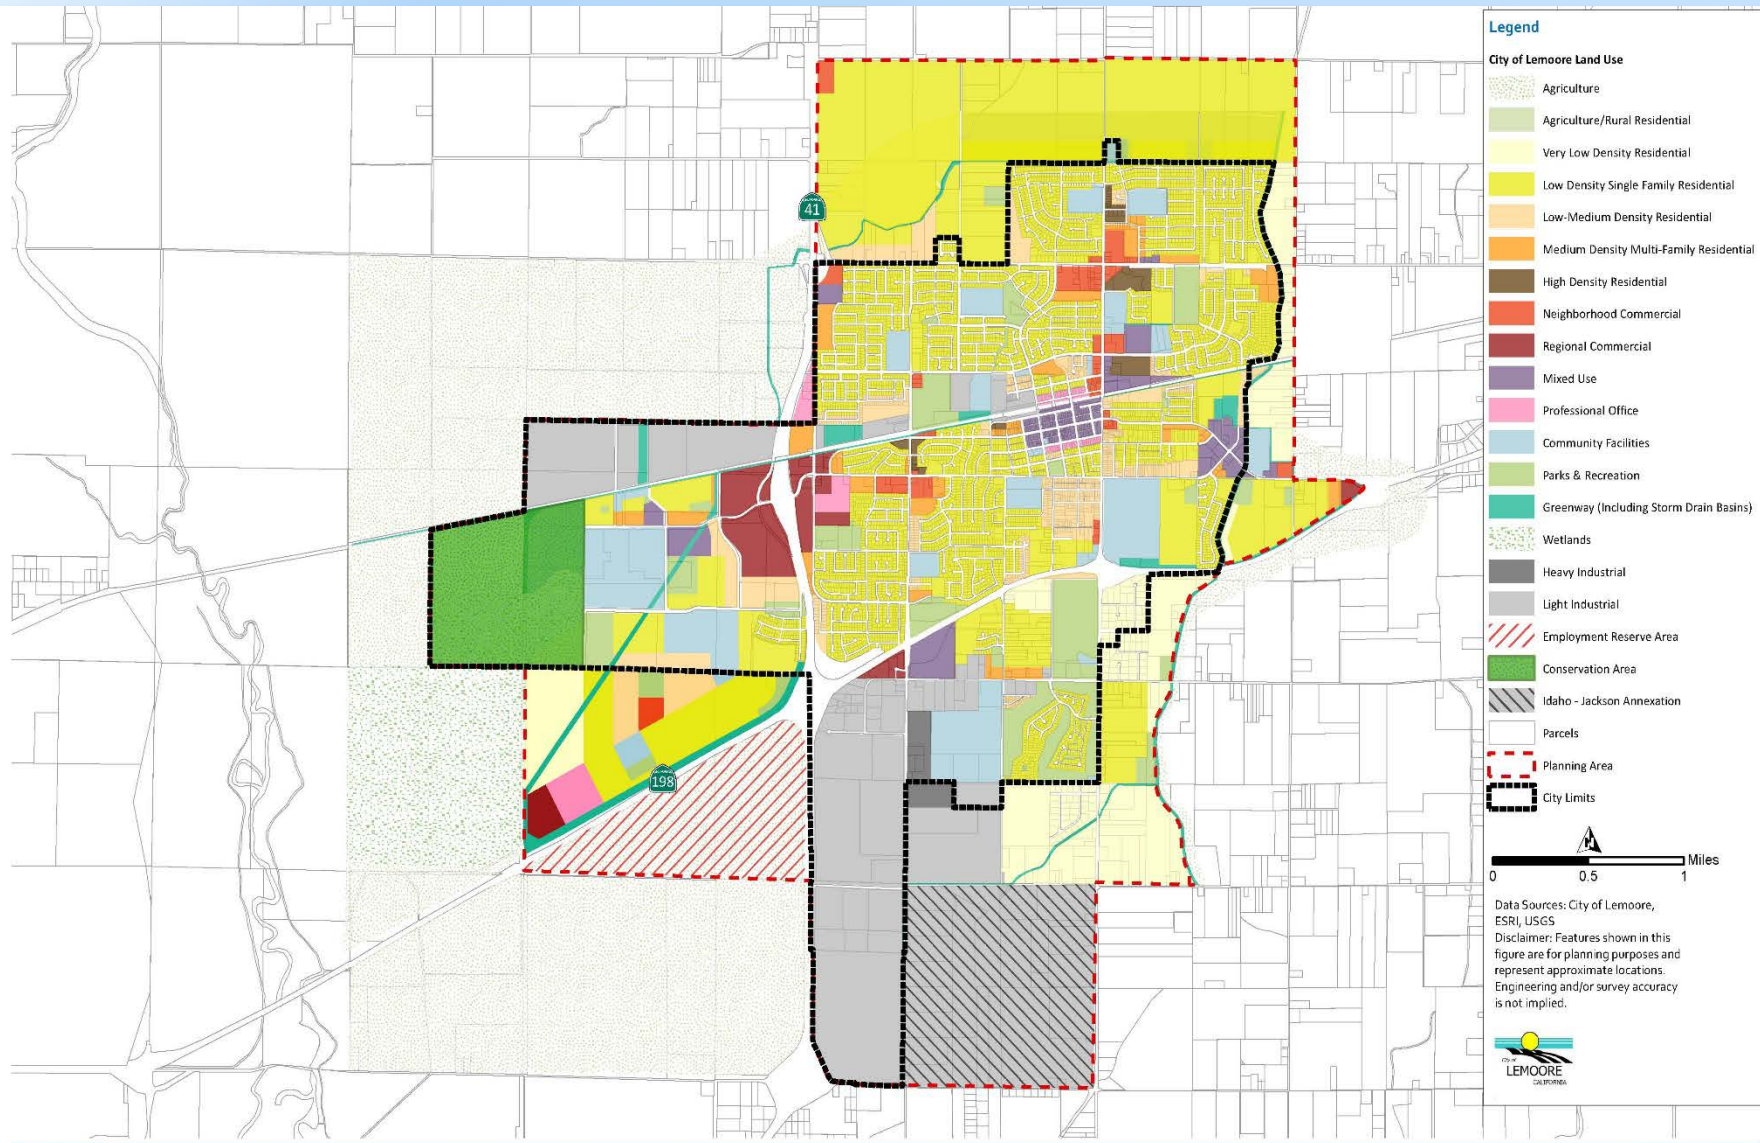 Legend
City of Lemoore Land Use
Agriculture
Agriculture/Rural Residential
Very Low Density Residential
Low Density Single Family Residential
Low-Medium Density Residential
Medium Density Multi-Family Residential
High Density Residential
Neighborhood Commercial
Regional Commercial
Mixed Use
Professional Office
Community Facilities
Parks & Recreation
Greenway (Including Storm Drain Basins)
Wetlands
Heavy Industrial
Light Industrial
Employment Reserve Area
Conservation Area
Idaho - Jackson Annexation
Parcels
Planning Area
City Limits
N
Miles
0 0.5 1
Data Sources: City of Lemoore,
ESRI, USGS
Disclaimer: Features shown in this
figure are for planning purposes and
represent approximate locations.
Engineering and/or survey accuracy
is not implied.
City of
LEMOORE
CALIFORNIA
41
198